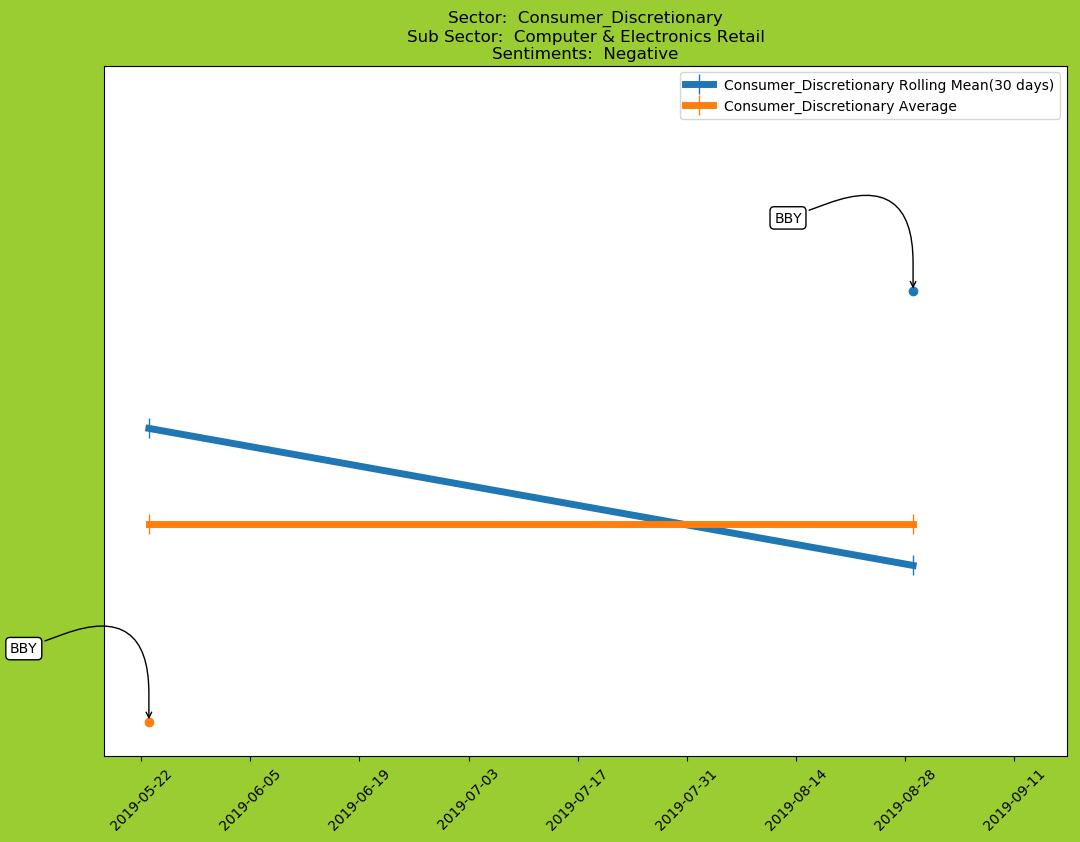 Sector:  Consumer_Discretionary
Sub Sector:  Computer & Electronics Retail
Sentiments:  Negative
Consumer_Discretionary Rolling Mean(30 days)
Consumer_Discretionary Average
BBY
BBY
2019-05-22
2019-06-05
2019-06-19
2019-07-03
2019-07-17
2019-07-31
2019-08-14
2019-08-28
2019-09-11